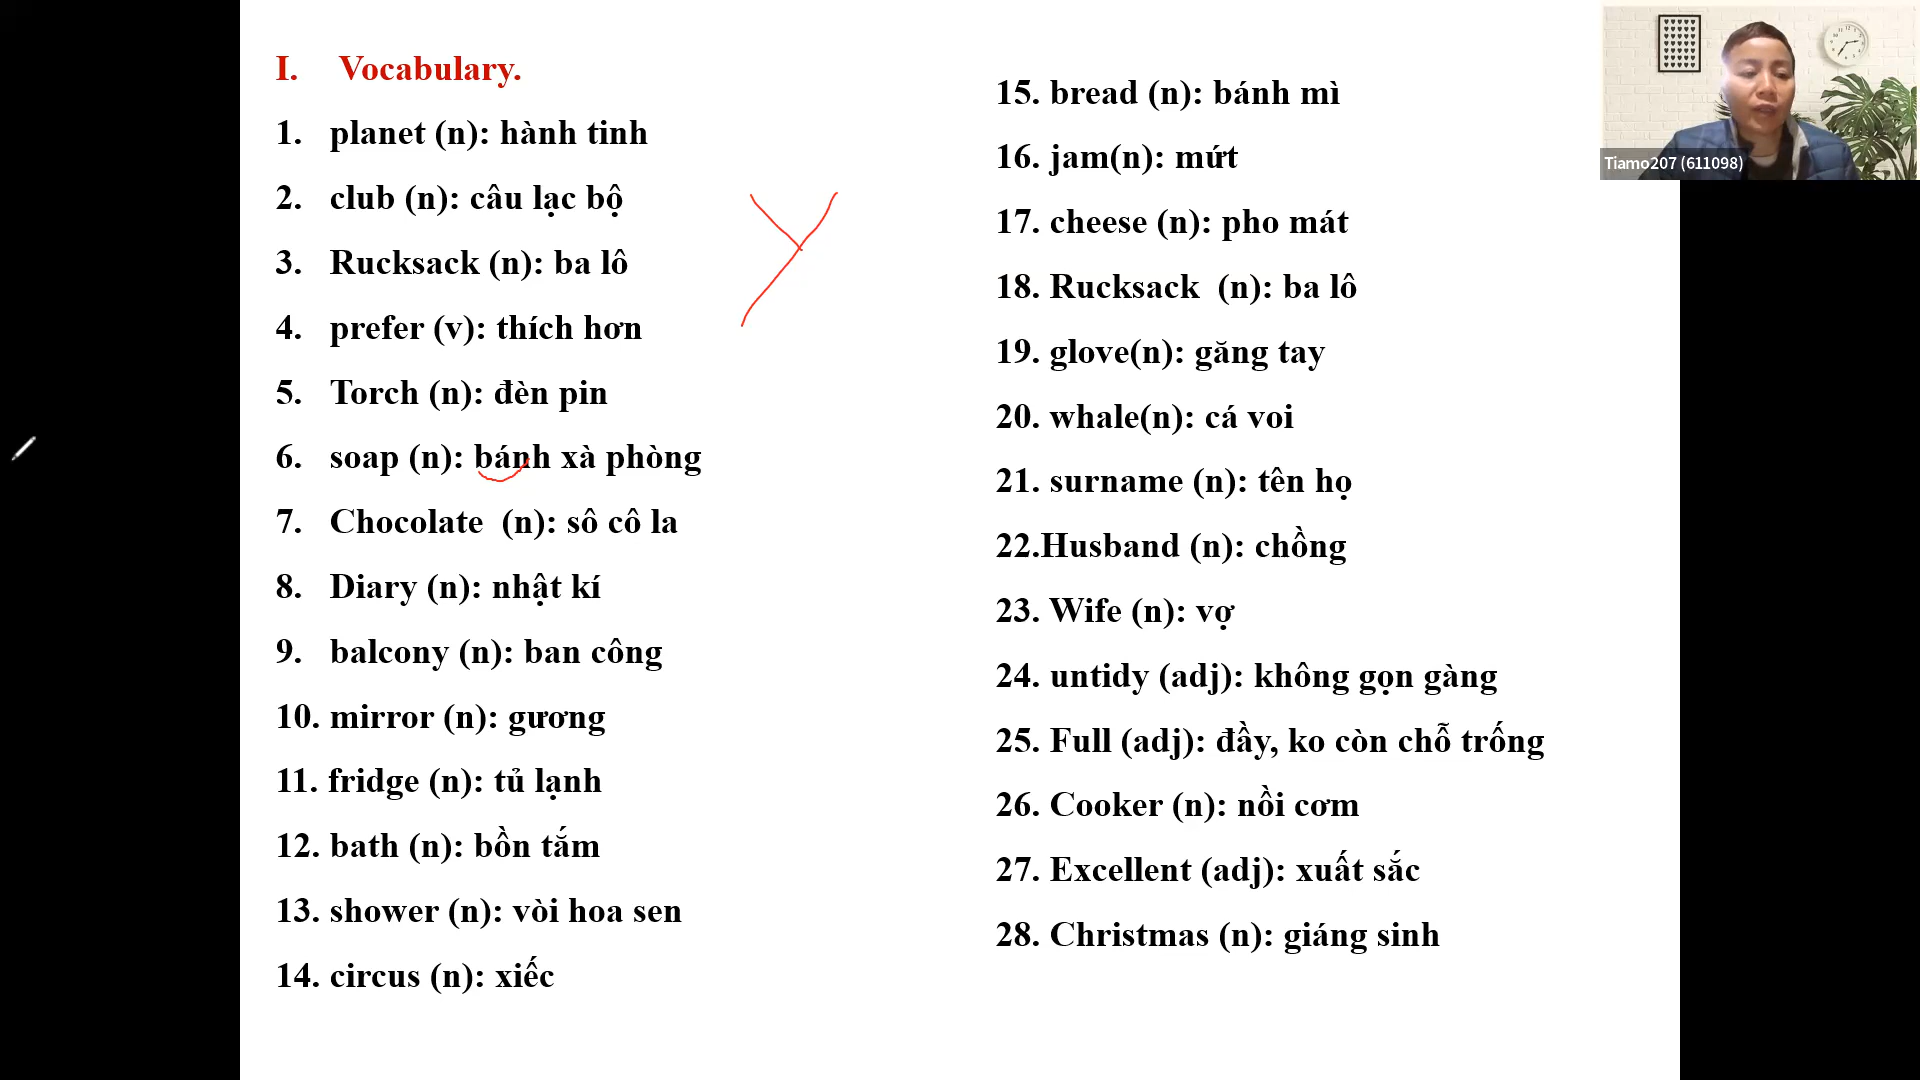 I. Vocabulary.
1. planet (n): hành tinh
2. club (n): câu lạc bộ
3. Rucksack (n): ba lô
4. prefer (v): thích hơn
5. Torch (n): đèn pin
6. soap (n): bánh xà phòng
7. Chocolate (n): sô cô la
8. Diary (n): nhật kí
9. balcony (n): ban công
10. mirror (n): gương
11. fridge (n): tủ lạnh
12. bath (n): bồn tắm
13. shower (n): vòi hoa sen
14. circus (n): xiếc
15. bread (n): bánh mì
16. jam(n): mứt
17. cheese (n): pho mát
18. Rucksack (n): ba lô
19. glove(n): găng tay
20. whale(n): cá voi
21. surname (n): tên họ
22.Husband (n): chồng
23. Wife (n): vợ
24. untidy (adj): không gọn gàng
25. Full (adj): đầy, ko còn chỗ trống
26. Cooker (n): nồi cơm
27. Excellent (adj): xuất sắc
28. Christmas (n): giáng sinh
Tiamo207 (611098)